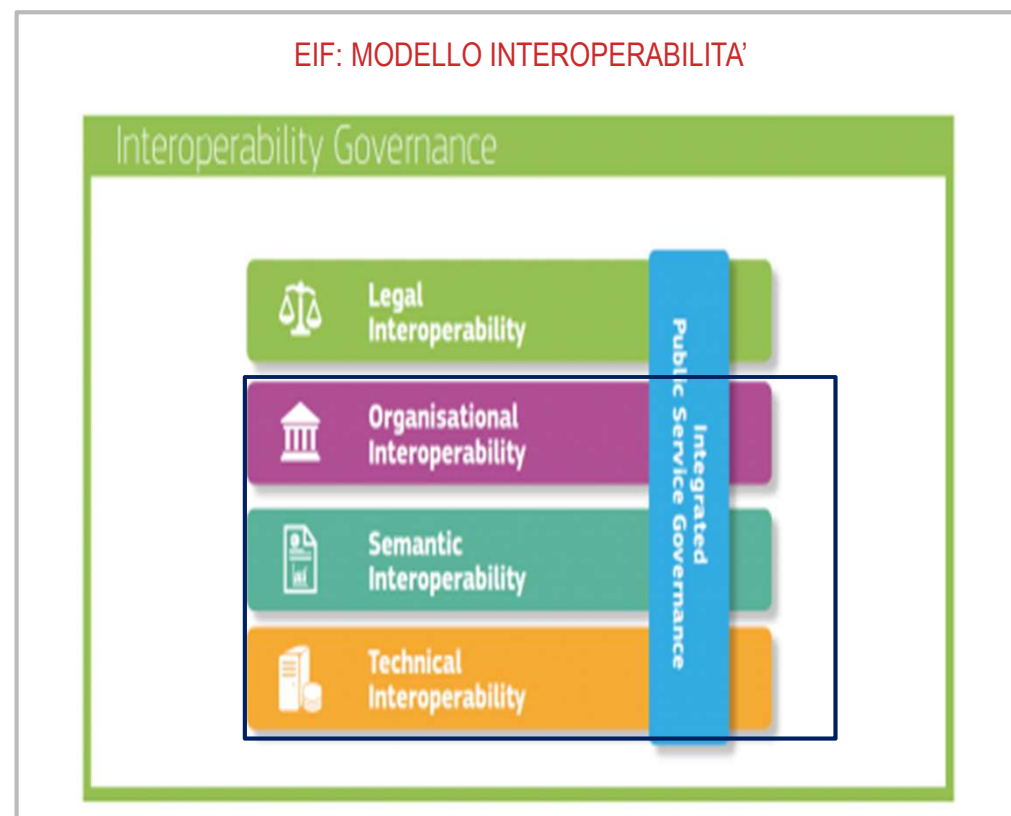 EIF: MODELLO INTEROPERABILITA'
Interoperability Governance
Legal
Interoperability
Organisational
Interoperability
Semantic
Interoperability
Technical
Interoperability
Integrated
Public Service Governance